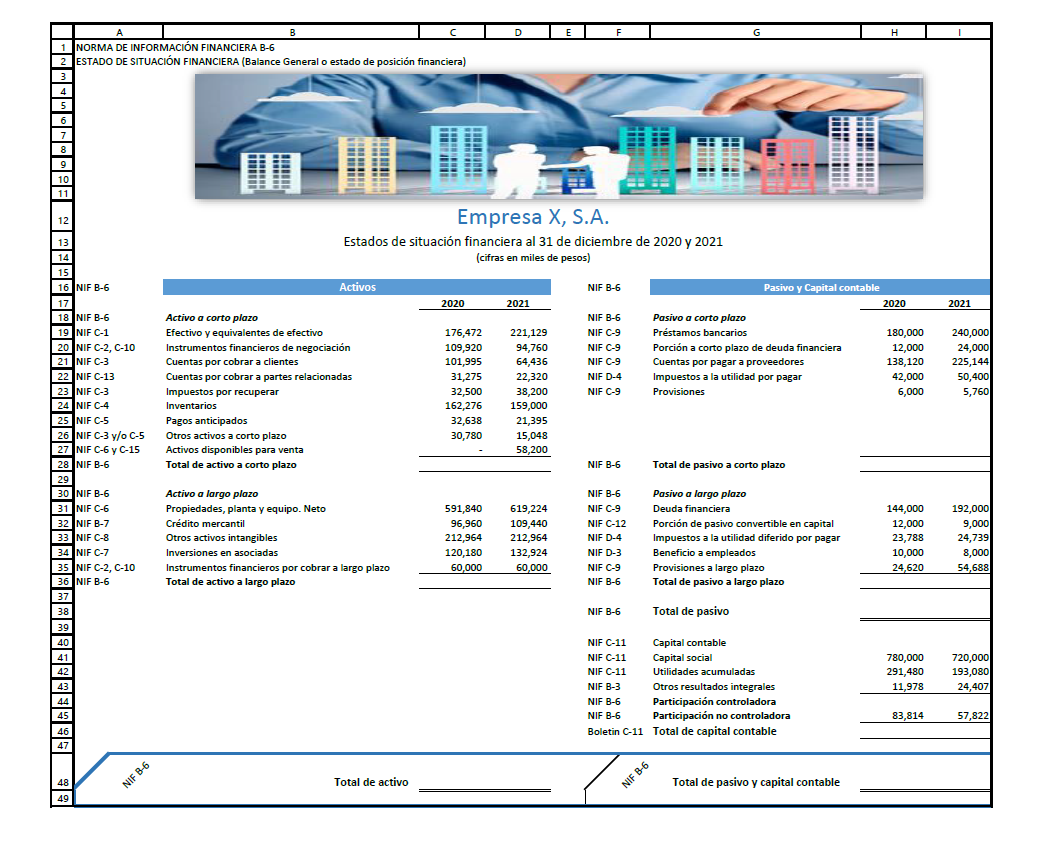 A B C D E F G H I
1 NORMA DE INFORMACIÓN FINANCIERA B-6
2 ESTADO DE SITUACIÓN FINANCIERA (Balance General o estado de posición financiera)
3
4
5
6
7
8
9
10
11
12 Empresa X, S.A.
13 Estados de situación financiera al 31 de diciembre de 2020 y 2021
14 (cifras en miles de pesos)
15
16 NIF B-6 Activos NIF B-6 Pasivo y Capital contable
17 2020 2021 2020 2021
18 NIF B-6 Activo a corto plazo NIF B-6 Pasivo a corto plazo
19 NIF C-1 Efectivo y equivalentes de efectivo 176,472 221,129 NIF C-9 Préstamos bancarios 180,000 240,000
20 NIF C-2, C-10 Instrumentos financieros de negociación 109,920 94,760 NIF C-9 Porción a corto plazo de deuda financiera 12,000 24,000
21 NIF C-3 Cuentas por cobrar a clientes 101,995 64,436 NIF C-9 Cuentas por pagar a proveedores 138,120 225,144
22 NIF C-13 Cuentas por cobrar a partes relacionadas 31,275 22,320 NIF D-4 Impuestos a la utilidad por pagar 42,000 50,400
23 NIF C-3 Impuestos por recuperar 32,500 38,200 NIF C-9 Provisiones 6,000 5,760
24 NIF C-4 Inventarios 162,276 159,000
25 NIF C-5 Pagos anticipados 32,638 21,395
26 NIF C-3 y/o C-5 Otros activos a corto plazo 30,780 15,048
27 NIF C-6 y C-15 Activos disponibles para venta - 58,200
28 NIF B-6 Total de activo a corto plazo NIF B-6 Total de pasivo a corto plazo
29
30 NIF B-6 Activo a largo plazo NIF B-6 Pasivo a largo plazo
31 NIF C-6 Propiedades, planta y equipo. Neto 591,840 619,224 NIF C-9 Deuda financiera 144,000 192,000
32 NIF B-7 Crédito mercantil 96,960 109,440 NIF C-12 Porción de pasivo convertible en capital 12,000 9,000
33 NIF C-8 Otros activos intangibles 212,964 212,964 NIF D-4 Impuestos a la utilidad diferido por pagar 23,788 24,739
34 NIF C-7 Inversiones en asociadas 120,180 132,924 NIF D-3 Beneficio a empleados 10,000 8,000
35 NIF C-2, C-10 Instrumentos financieros por cobrar a largo plazo 60,000 60,000 NIF C-9 Provisiones a largo plazo 24,620 54,688
36 NIF B-6 Total de activo a largo plazo NIF B-6 Total de pasivo a largo plazo
37
38 NIF B-6 Total de pasivo
39
40 NIF C-11 Capital contable
41 NIF C-11 Capital social 780,000 720,000
42 NIF C-11 Utilidades acumuladas 291,480 193,080
43 NIF B-3 Otros resultados integrales 11,978 24,407
44 NIF B-6 Participación controladora
45 NIF B-6 Participación no controladora 83,814 57,822
46 Boletin C-11 Total de capital contable
47
48 NIF B-6 Total de activo NIF B-6 Total de pasivo y capital contable
49